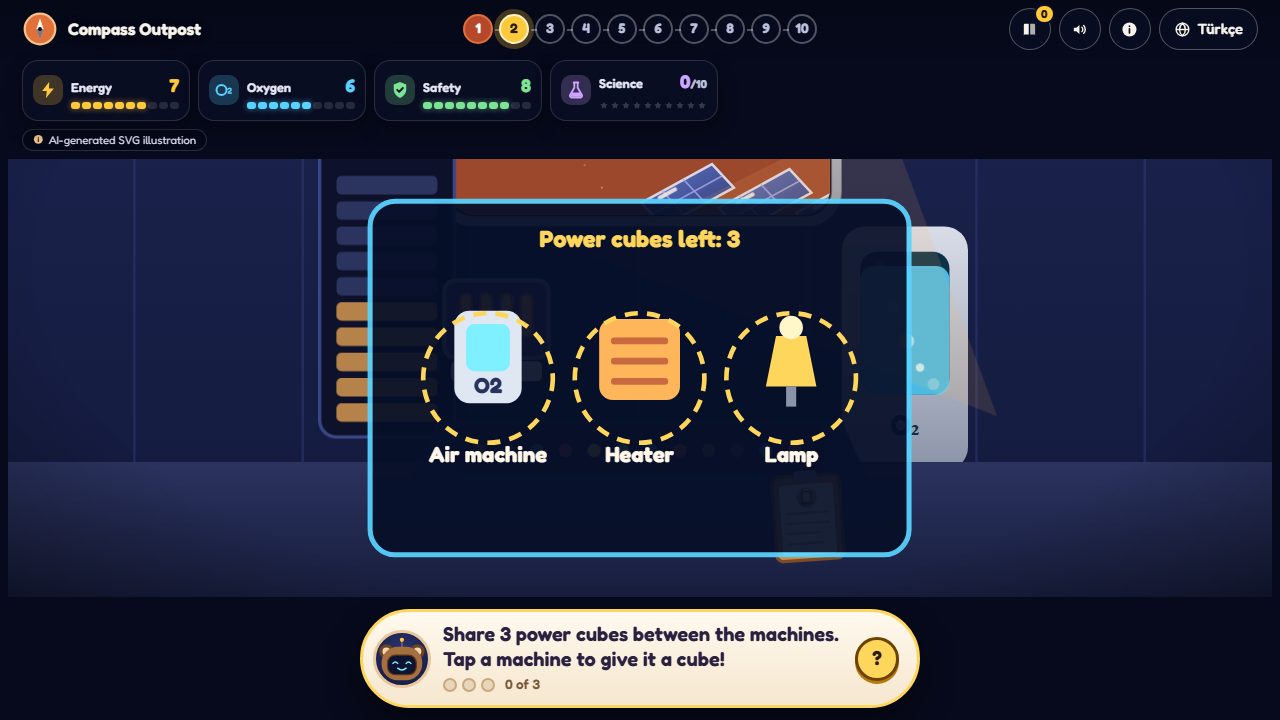 Compass Outpost
1 2 3 4 5 6 7 8 9 10
0
Türkçe
Energy 7
O2 Oxygen 6
Safety 8
Science 0/10
AI-generated SVG illustration
Power cubes left: 3
O2
Air machine
Heater
Lamp
2
Share 3 power cubes between the machines.
Tap a machine to give it a cube!
0 of 3
?